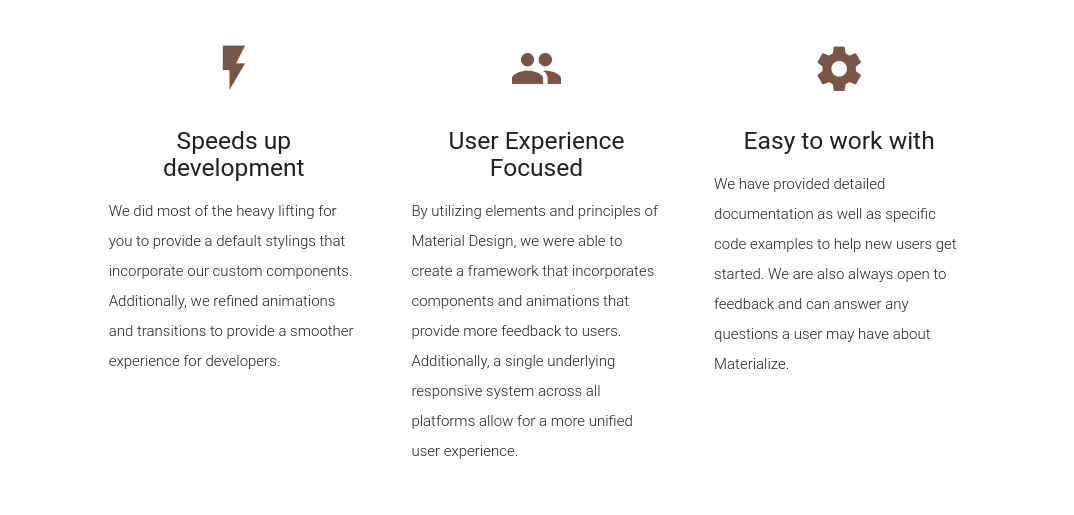 Speeds up
development
We did most of the heavy lifting for
you to provide a default stylings that
incorporate our custom components.
Additionally, we refined animations
and transitions to provide a smoother
experience for developers.
User Experience
Focused
By utilizing elements and principles of
Material Design, we were able to
create a framework that incorporates
components and animations that
provide more feedback to users.
Additionally, a single underlying
responsive system across all
platforms allow for a more unified
user experience.
Easy to work with
We have provided detailed
documentation as well as specific
code examples to help new users get
started. We are also always open to
feedback and can answer any
questions a user may have about
Materialize.